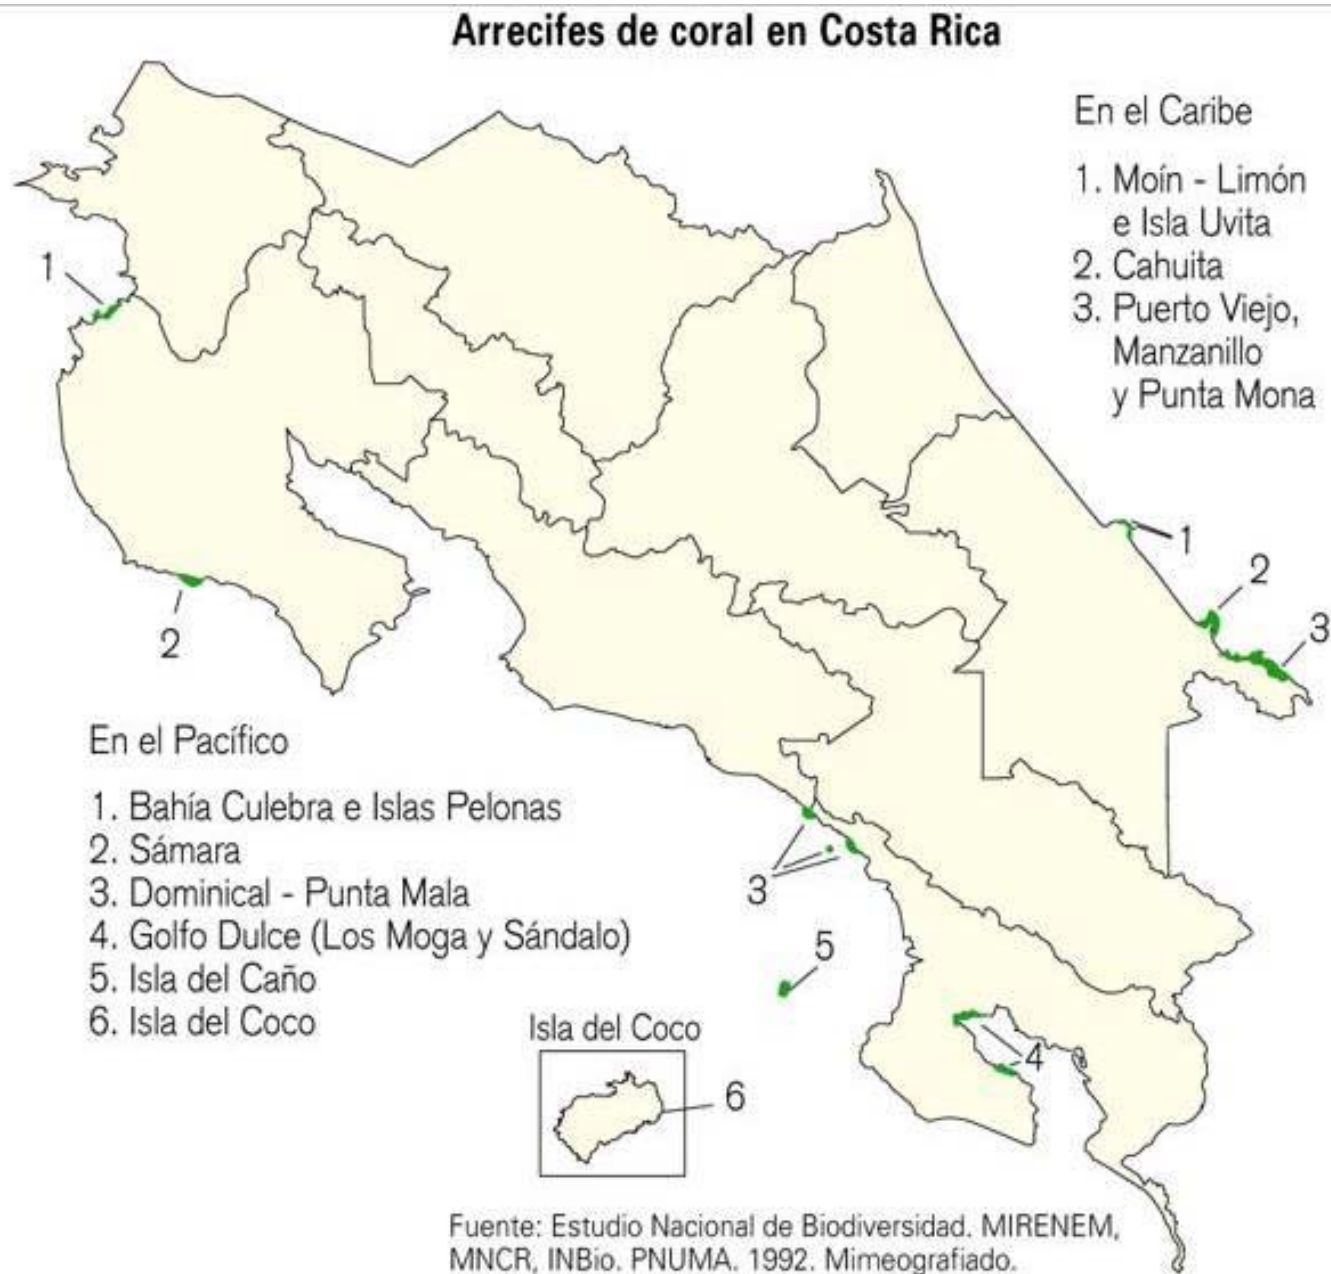 Arrecifes de coral en Costa Rica
En el Caribe
1. Moín - Limón
e Isla Uvita
2. Cahuita
3. Puerto Viejo,
Manzanillo
y Punta Mona
1
1
2
3
2
En el Pacífico
1. Bahía Culebra e Islas Pelonas
2. Sámara
3. Dominical - Punta Mala
4. Golfo Dulce (Los Moga y Sándalo)
5. Isla del Caño
6. Isla del Coco
3
5
Isla del Coco
4
6
Fuente: Estudio Nacional de Biodiversidad. MIRENEM,
MNCR, INBio. PNUMA. 1992. Mimeografiado.